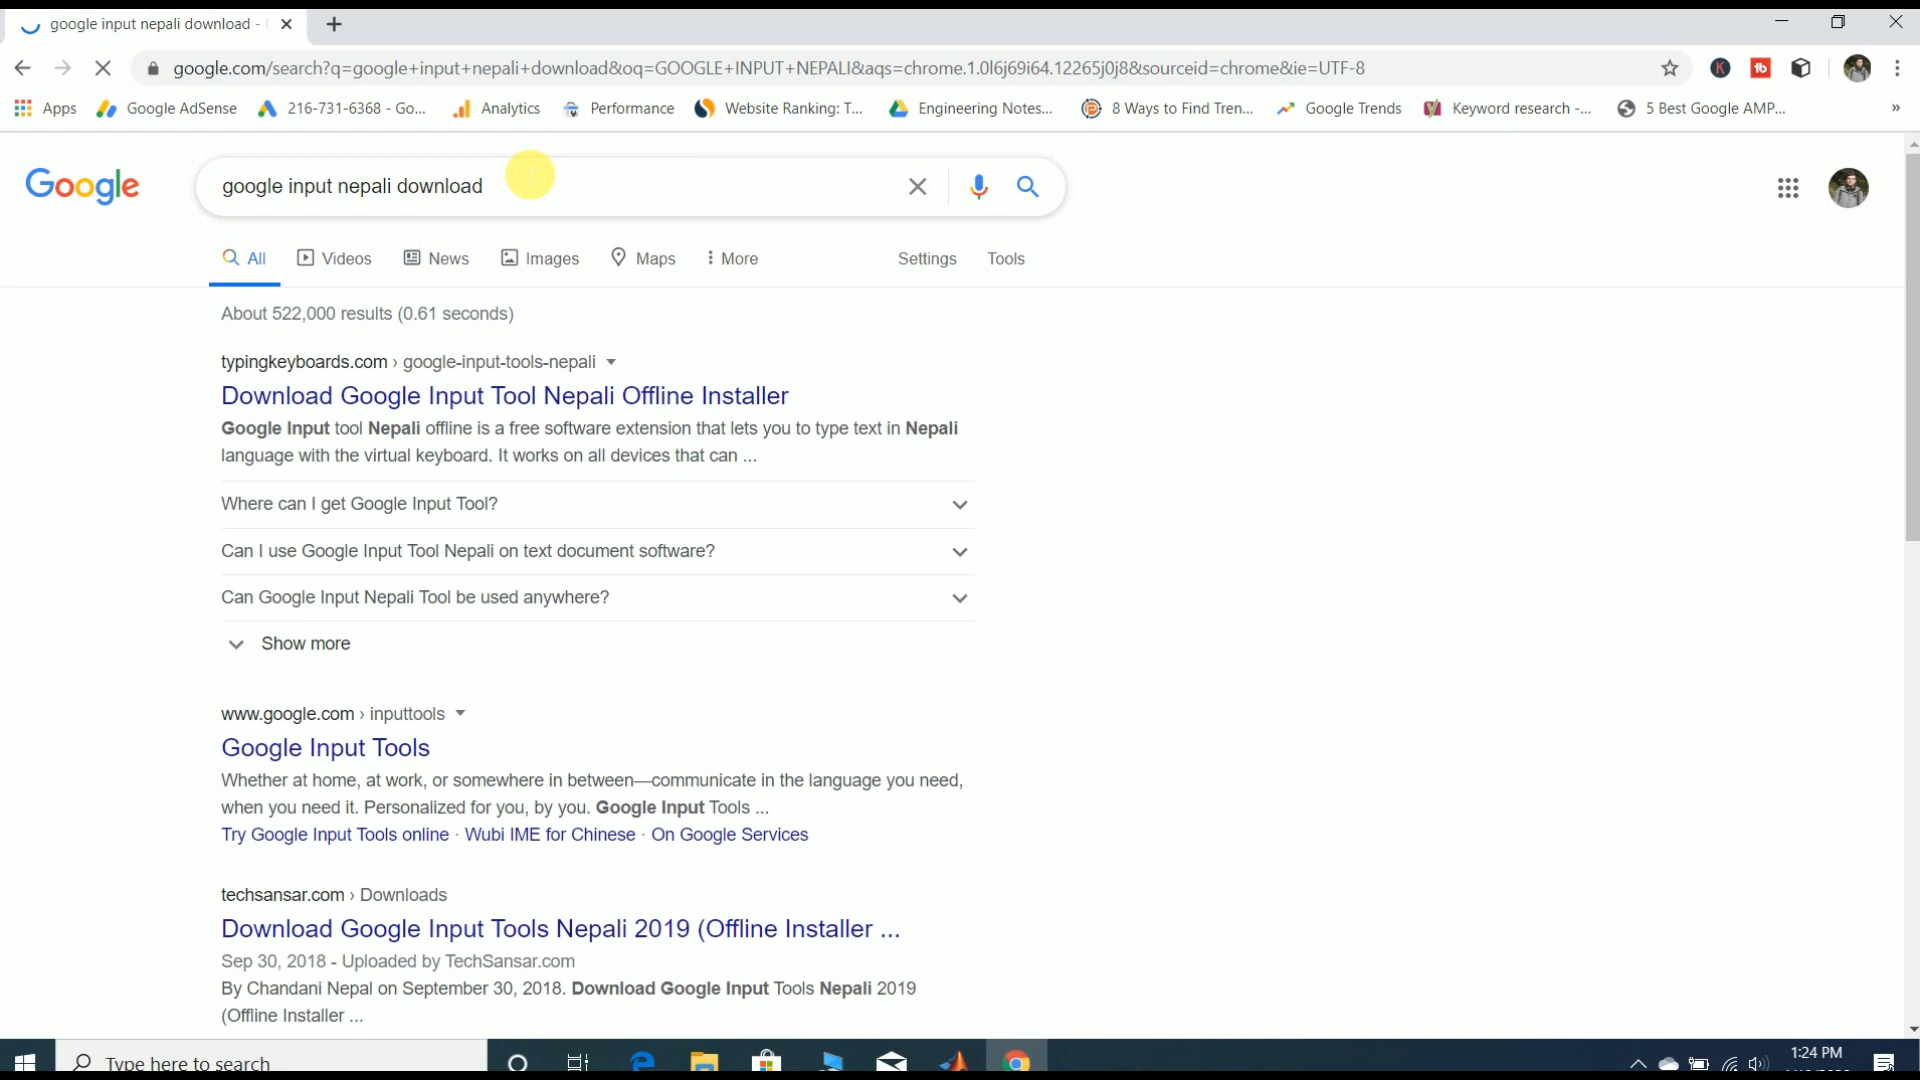 google input nepali download -
google.com/search?q=google+input+nepali+download&oq=GOOGLE+INPUT+NEPALI&aqs=chrome.1.0l6j69i64.12265j0j8&sourceid=chrome&ie=UTF-8
Apps Google AdSense 216-731-6368 - Go... Analytics Performance Website Ranking: T... Engineering Notes... 8 Ways to Find Tren... Google Trends Keyword research -... 5 Best Google AMP... »
Google google input nepali download
All Videos News Images Maps More Settings Tools
About 522,000 results (0.61 seconds)
typingkeyboards.com › google-input-tools-nepali
Download Google Input Tool Nepali Offline Installer
Google Input tool Nepali offline is a free software extension that lets you to type text in Nepali
language with the virtual keyboard. It works on all devices that can ...
Where can I get Google Input Tool?
Can I use Google Input Tool Nepali on text document software?
Can Google Input Nepali Tool be used anywhere?
Show more
www.google.com › inputtools
Google Input Tools
Whether at home, at work, or somewhere in between—communicate in the language you need,
when you need it. Personalized for you, by you. Google Input Tools ...
Try Google Input Tools online · Wubi IME for Chinese · On Google Services
techsansar.com › Downloads
Download Google Input Tools Nepali 2019 (Offline Installer ...
Sep 30, 2018 - Uploaded by TechSansar.com
By Chandani Nepal on September 30, 2018. Download Google Input Tools Nepali 2019
(Offline Installer ...
Type here to search
1:24 PM